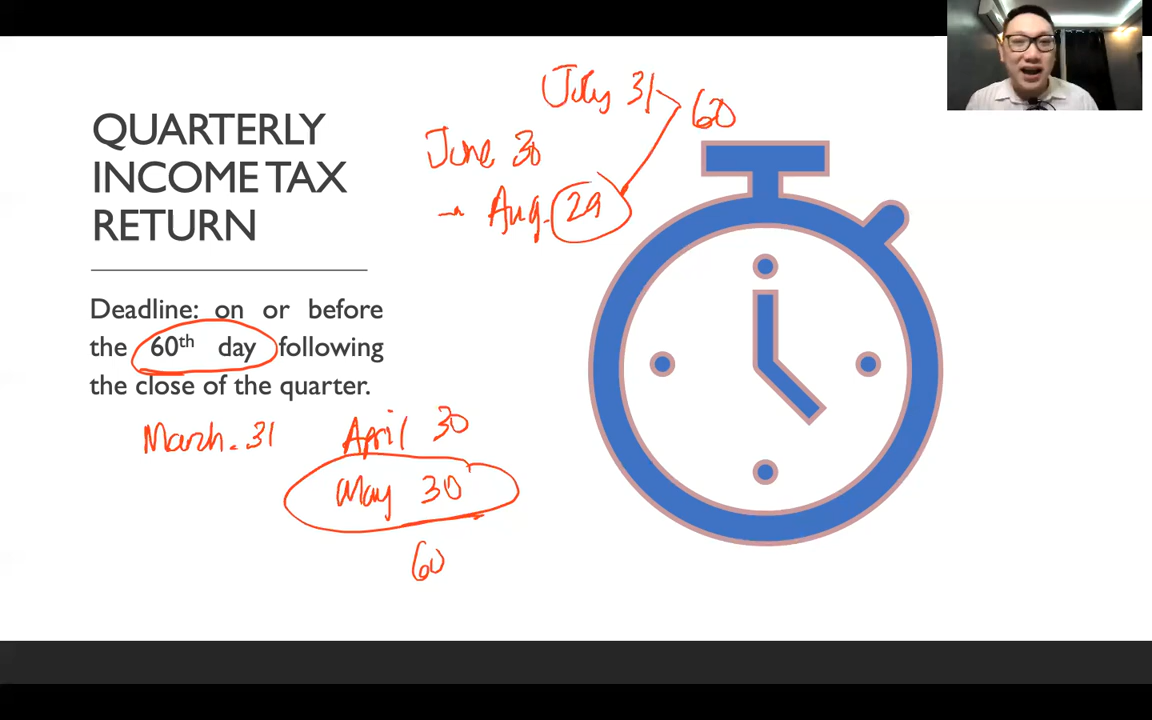 QUARTERLY
INCOME TAX
RETURN
Deadline: on or before
the 60th day following
the close of the quarter.
March. 31
April 30
May 30
60
July 31
60
June 30
Aug. 29